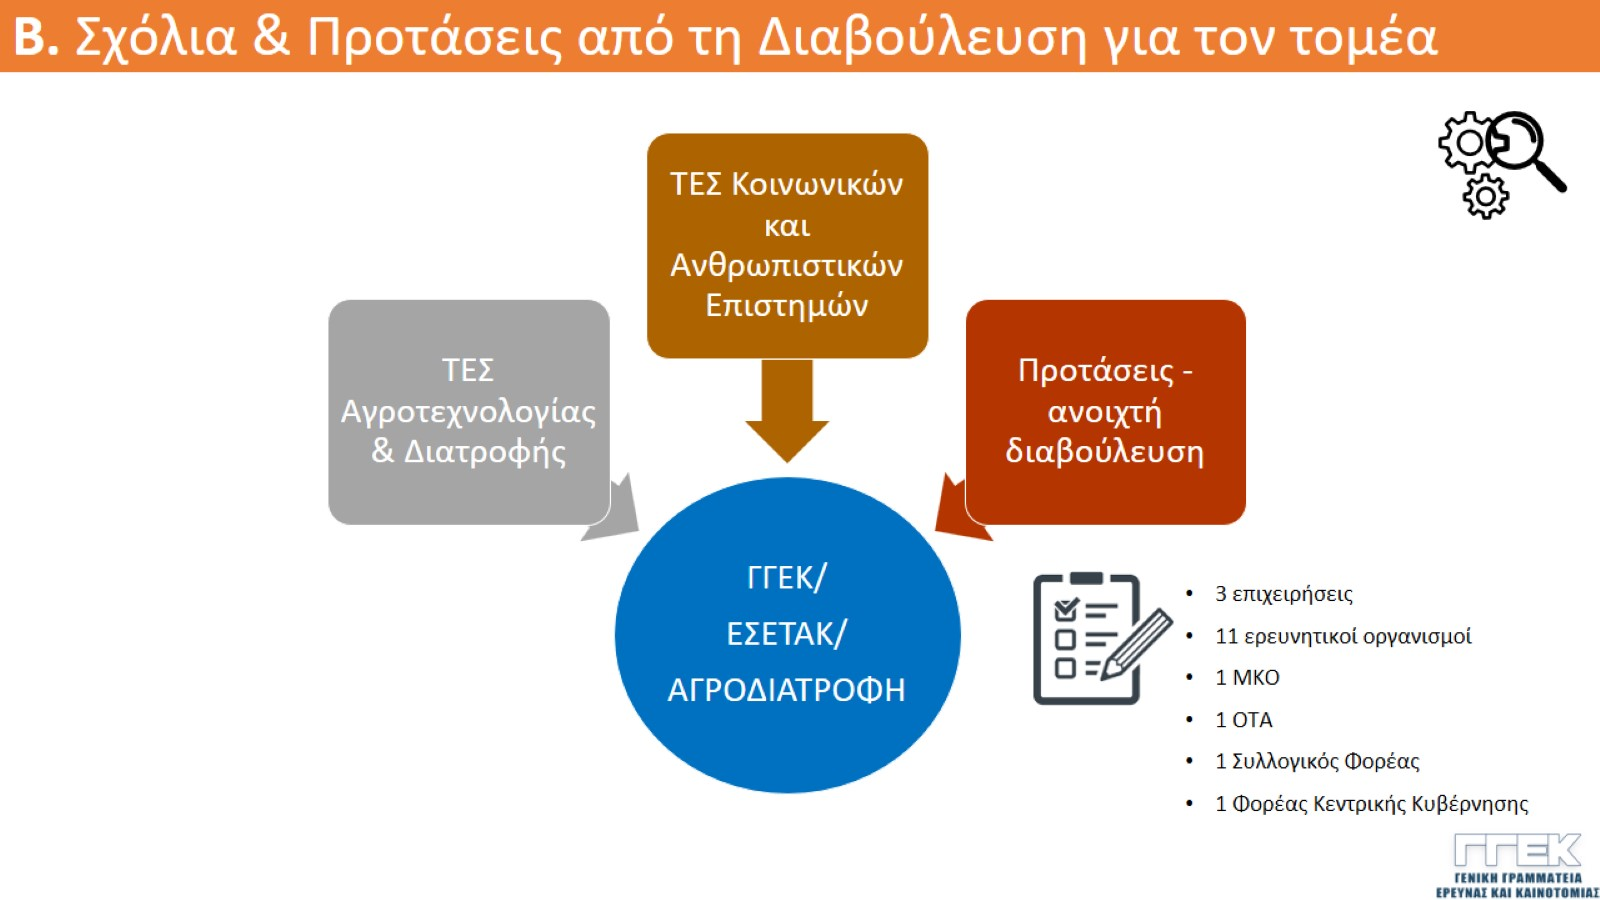 Β. Σχόλια & Προτάσεις από τη Διαβούλευση για τον τομέα
ΤΕΣ Κοινωνικών
και
Ανθρωπιστικών
Επιστημών
ΤΕΣ
Αγροτεχνολογίας
& Διατροφής
Προτάσεις -
ανοιχτή
διαβούλευση
ΓΓΕΚ/
ΕΣΕΤΑΚ/
ΑΓΡΟΔΙΑΤΡΟΦΗ
• 3 επιχειρήσεις
• 11 ερευνητικοί οργανισμοί
• 1 ΜΚΟ
• 1 ΟΤΑ
• 1 Συλλογικός Φορέας
• 1 Φορέας Κεντρικής Κυβέρνησης
ΓΓΕΚ
ΓΕΝΙΚΗ ΓΡΑΜΜΑΤΕΙΑ
ΕΡΕΥΝΑΣ ΚΑΙ ΚΑΙΝΟΤΟΜΙΑΣ